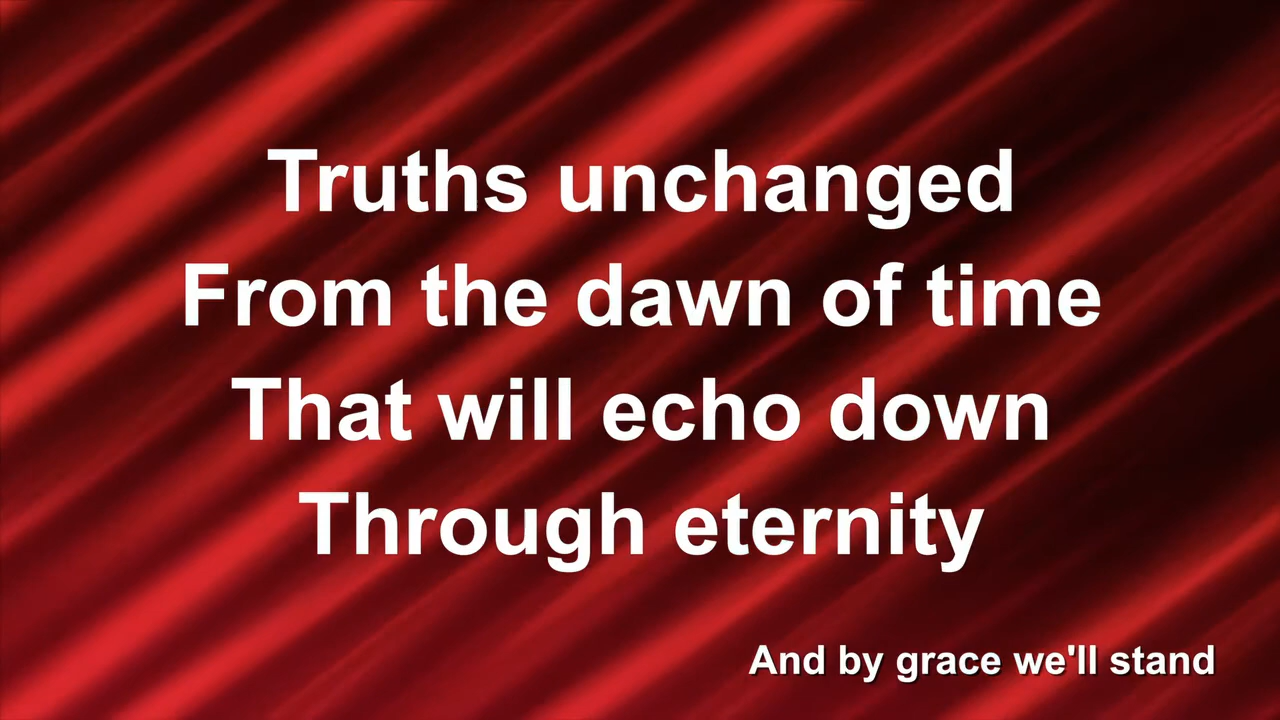 Truths unchanged
From the dawn of time
That will echo down
Through eternity
And by grace we'll stand